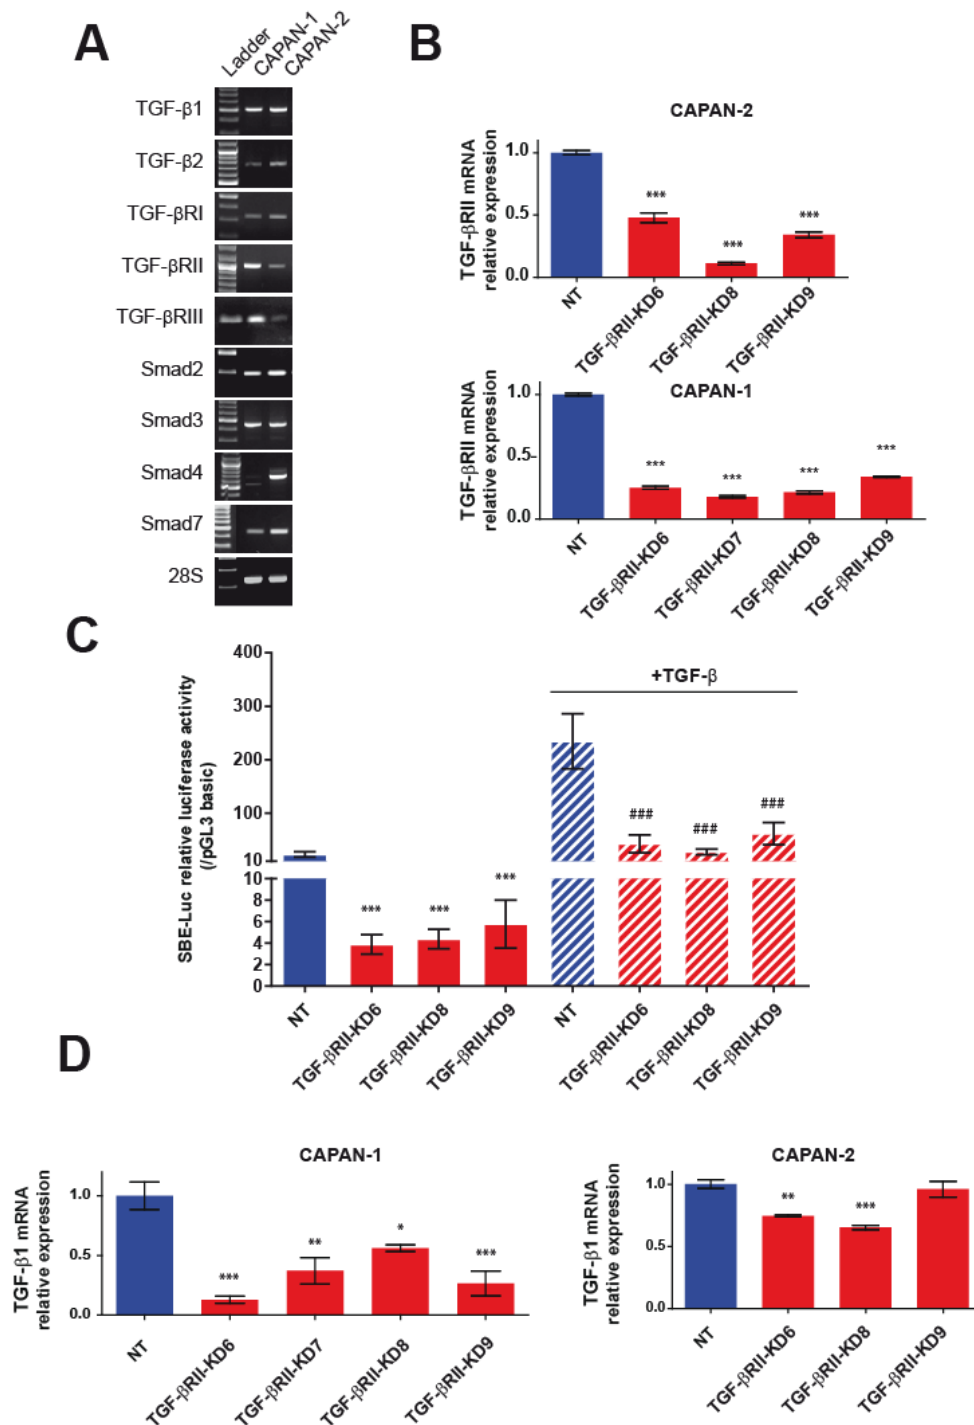 A
Ladder
CAPAN-1
CAPAN-2
TGF-β1
TGF-β2
TGF-βRI
TGF-βRII
TGF-βRIII
Smad2
Smad3
Smad4
Smad7
28S
B
CAPAN-2
TGF-βRII mRNA
relative expression
1.0
0.5
0.0
***
***
***
NT
TGF-βRII-KD6
TGF-βRII-KD8
TGF-βRII-KD9
CAPAN-1
TGF-βRII mRNA
relative expression
1.0
0.5
0.0
***
***
***
***
NT
TGF-βRII-KD6
TGF-βRII-KD7
TGF-βRII-KD8
TGF-βRII-KD9
C
SBE-Luc relative luciferase activity
(/pGL3 basic)
400
300
200
100
10
10
8
6
4
2
0
+TGF-β
***
***
***
###
###
###
NT
TGF-βRII-KD6
TGF-βRII-KD8
TGF-βRII-KD9
NT
TGF-βRII-KD6
TGF-βRII-KD8
TGF-βRII-KD9
D
CAPAN-1
TGF-β1 mRNA
relative expression
1.0
0.5
0.0
***
**
*
***
NT
TGF-βRII-KD6
TGF-βRII-KD7
TGF-βRII-KD8
TGF-βRII-KD9
CAPAN-2
TGF-β1 mRNA
relative expression
1.0
0.5
0.0
**
***
NT
TGF-βRII-KD6
TGF-βRII-KD8
TGF-βRII-KD9